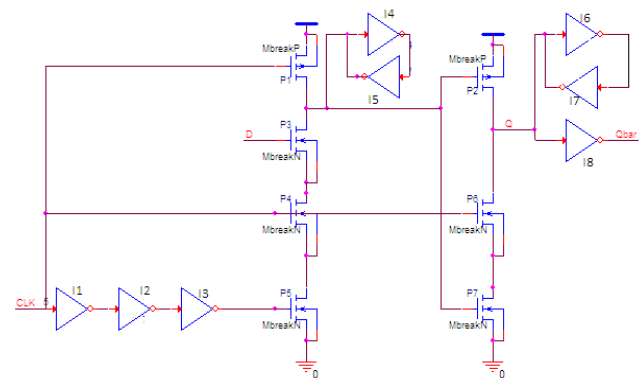 I4
I6
MbreakP
MbreakP
P1
I5
P2
I7
P3
D
Q
Qbar
MbreakN
I8
P4
P6
MbreakN
MbreakN
CLK
I1
I2
I3
P5
P7
MbreakN
MbreakN
0
0